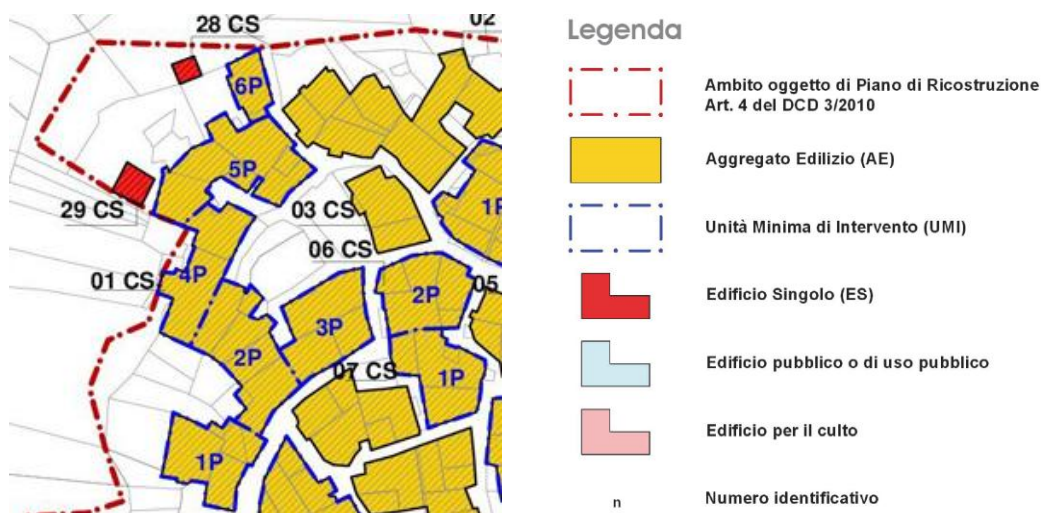 28 CS
02
6P
5P
29 CS
03 CS
1P
06 CS
01 CS
4P
2P
05
3P
2P
07 CS
1P
1P
Legenda
Ambito oggetto di Piano di Ricostruzione
Art. 4 del DCD 3/2010
Aggregato Edilizio (AE)
Unità Minima di Intervento (UMI)
Edificio Singolo (ES)
Edificio pubblico o di uso pubblico
Edificio per il culto
n
Numero identificativo